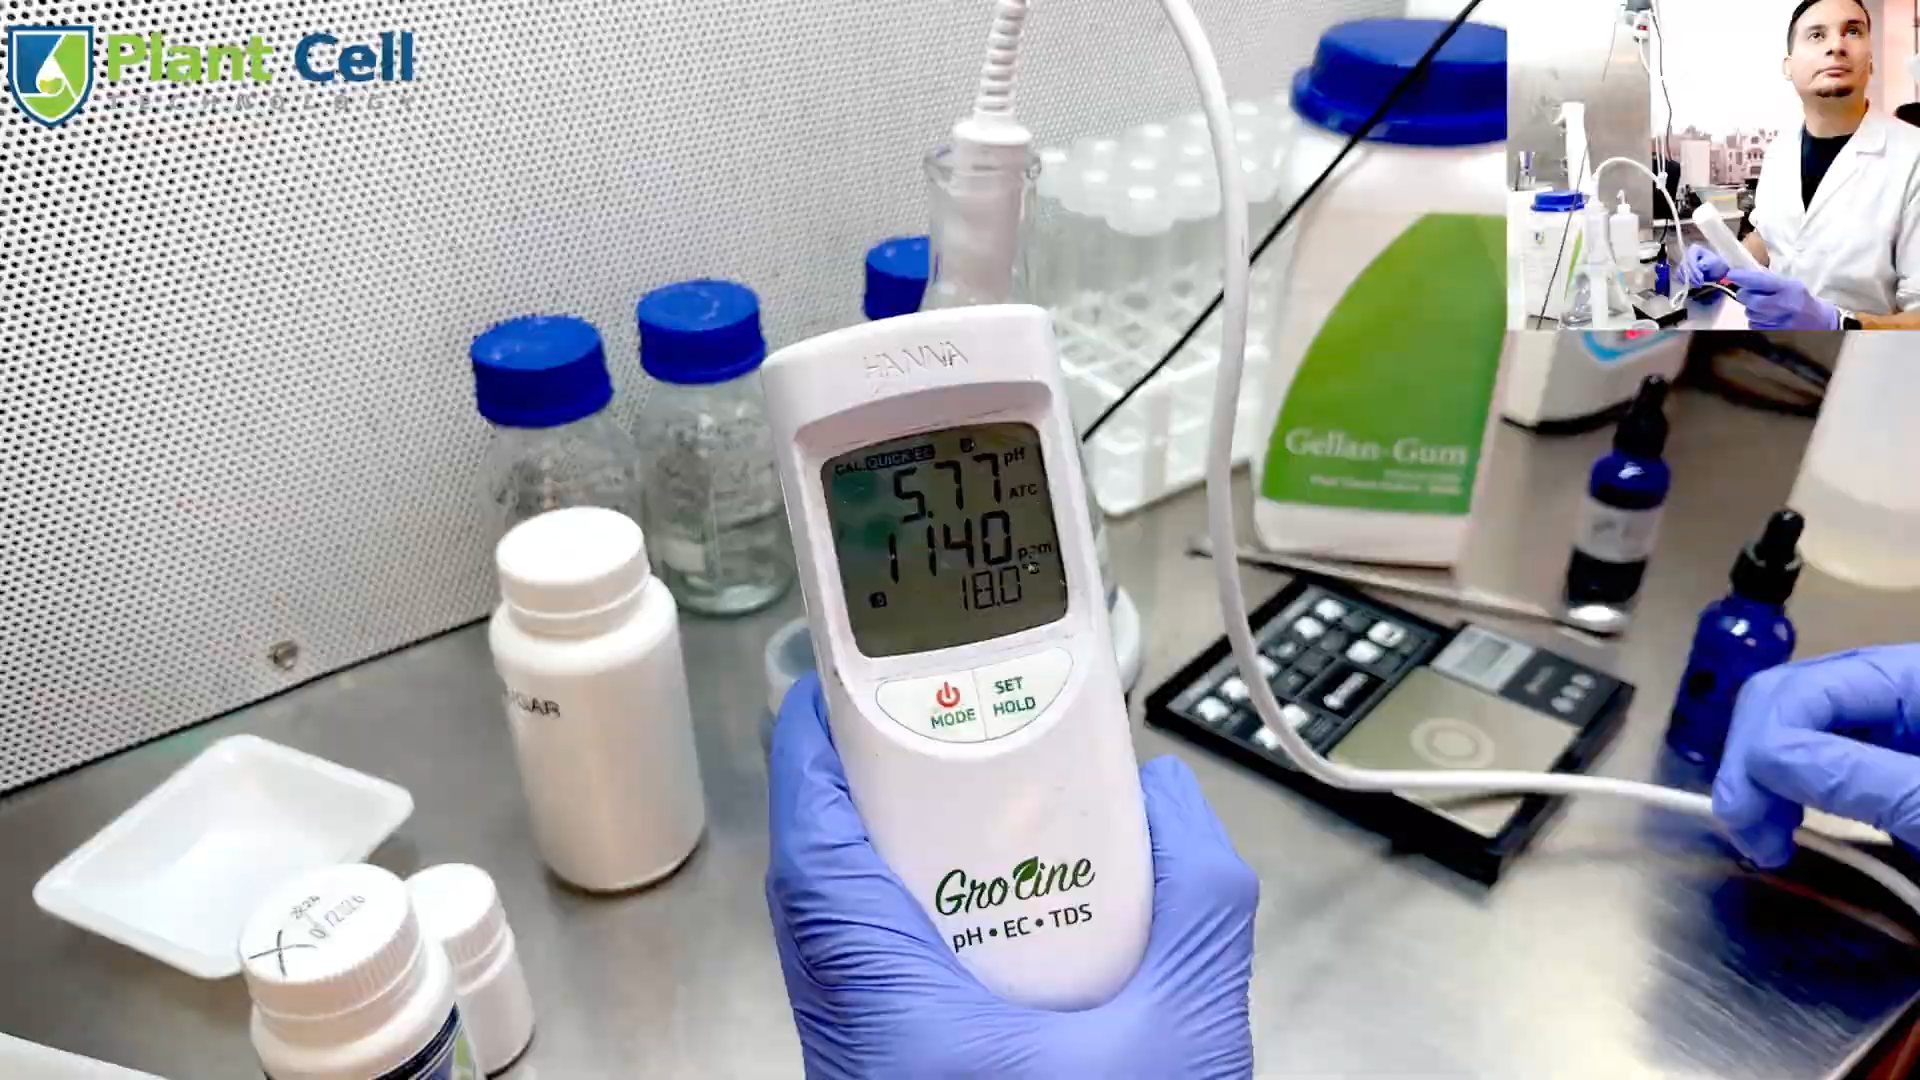 Plant Cell
TECHNOLOGY
HANNA
CAL QUICK EC
5.77 pH
ATC
1140 ppm
18.0 °C
MODE
SET
HOLD
GroLine
pH • EC • TDS
Gellan-Gum